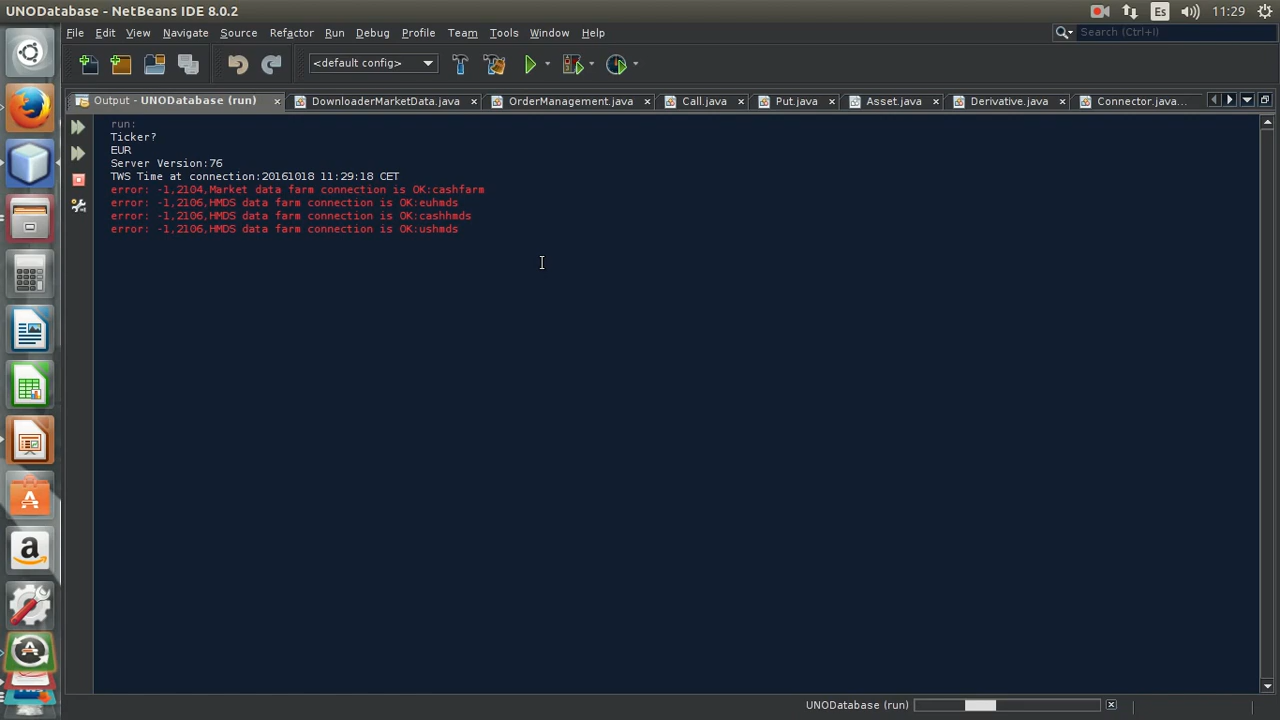 UNODatabase - NetBeans IDE 8.0.2
Es
11:29
File Edit View Navigate Source Refactor Run Debug Profile Team Tools Window Help
Search (Ctrl+I)
<default config>
Output - UNODatabase (run)
DownloaderMarketData.java
OrderManagement.java
Call.java
Put.java
Asset.java
Derivative.java
Connector.java...
run:
Ticker?
EUR
Server Version:76
TWS Time at connection:20161018 11:29:18 CET
error: -1,2104,Market data farm connection is OK:cashfarm
error: -1,2106,HMDS data farm connection is OK:euhmds
error: -1,2106,HMDS data farm connection is OK:cashhmds
error: -1,2106,HMDS data farm connection is OK:ushmds
UNODatabase (run)